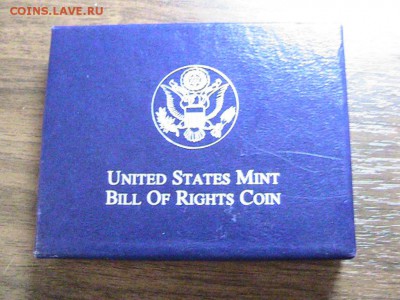 COINS.LAVE.RU
UNITED STATES MINT
BILL OF RIGHTS COIN